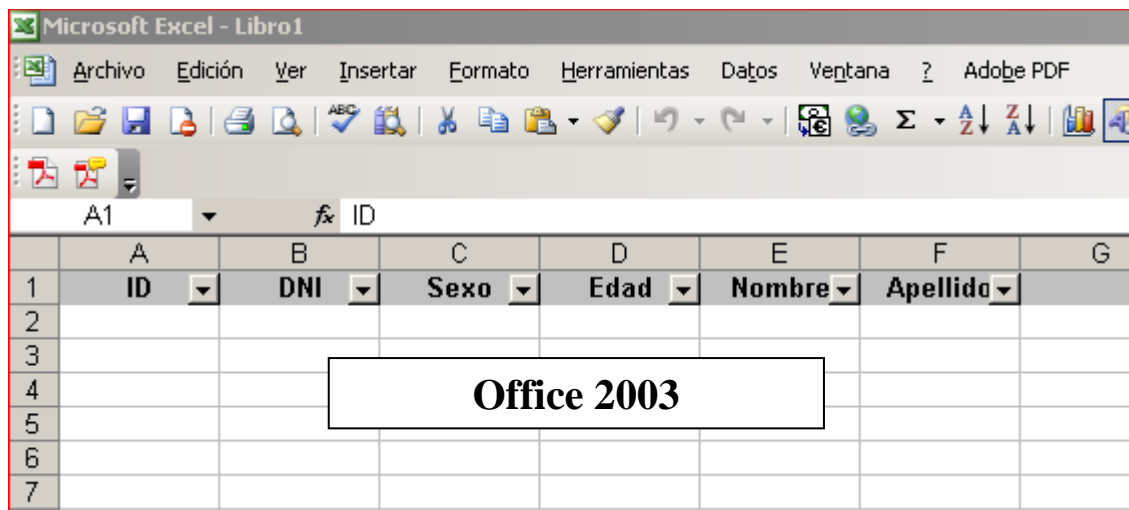 Microsoft Excel - Libro1
Archivo Edición Ver Insertar Formato Herramientas Datos Ventana ? Adobe PDF
ABC Σ A Z Z A
A1 fx ID
A B C D E F G
1 ID DNI Sexo Edad Nombre Apellido
2
3
4
5
6
7
Office 2003